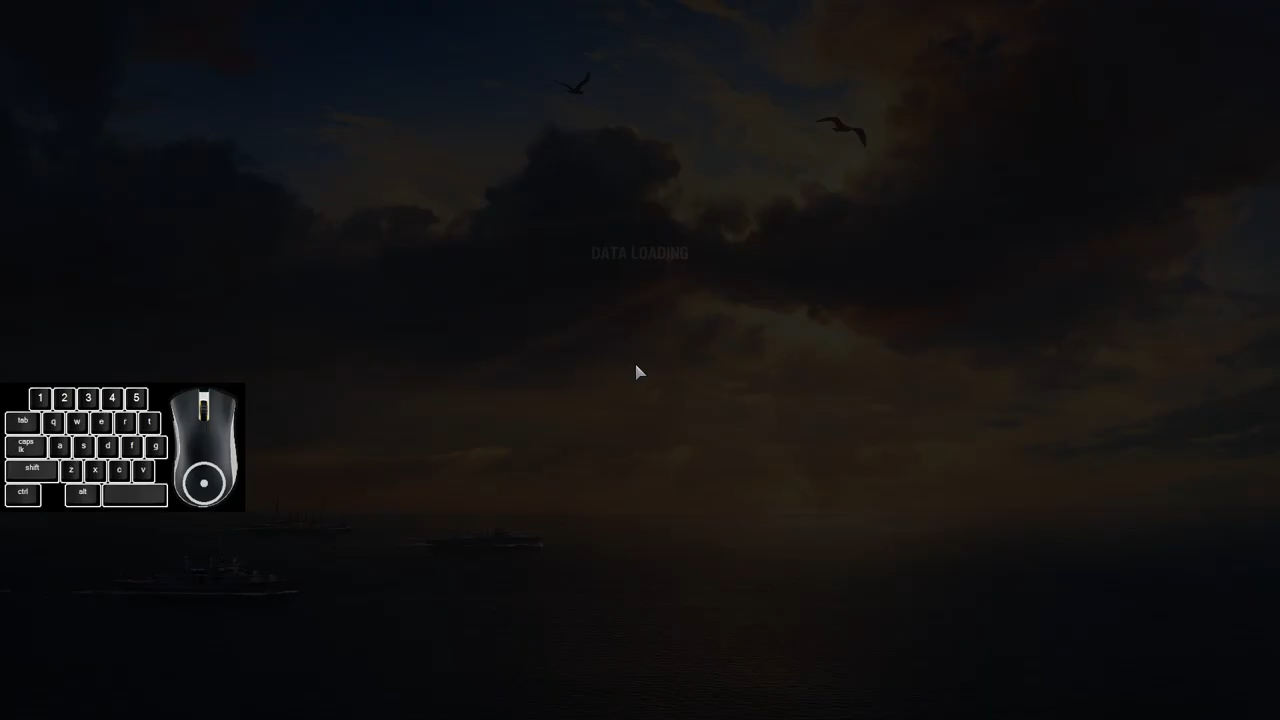 DATA LOADING
1 2 3 4 5
tab q w e r t
caps
lk a s d f g
shift z x c v
ctrl alt